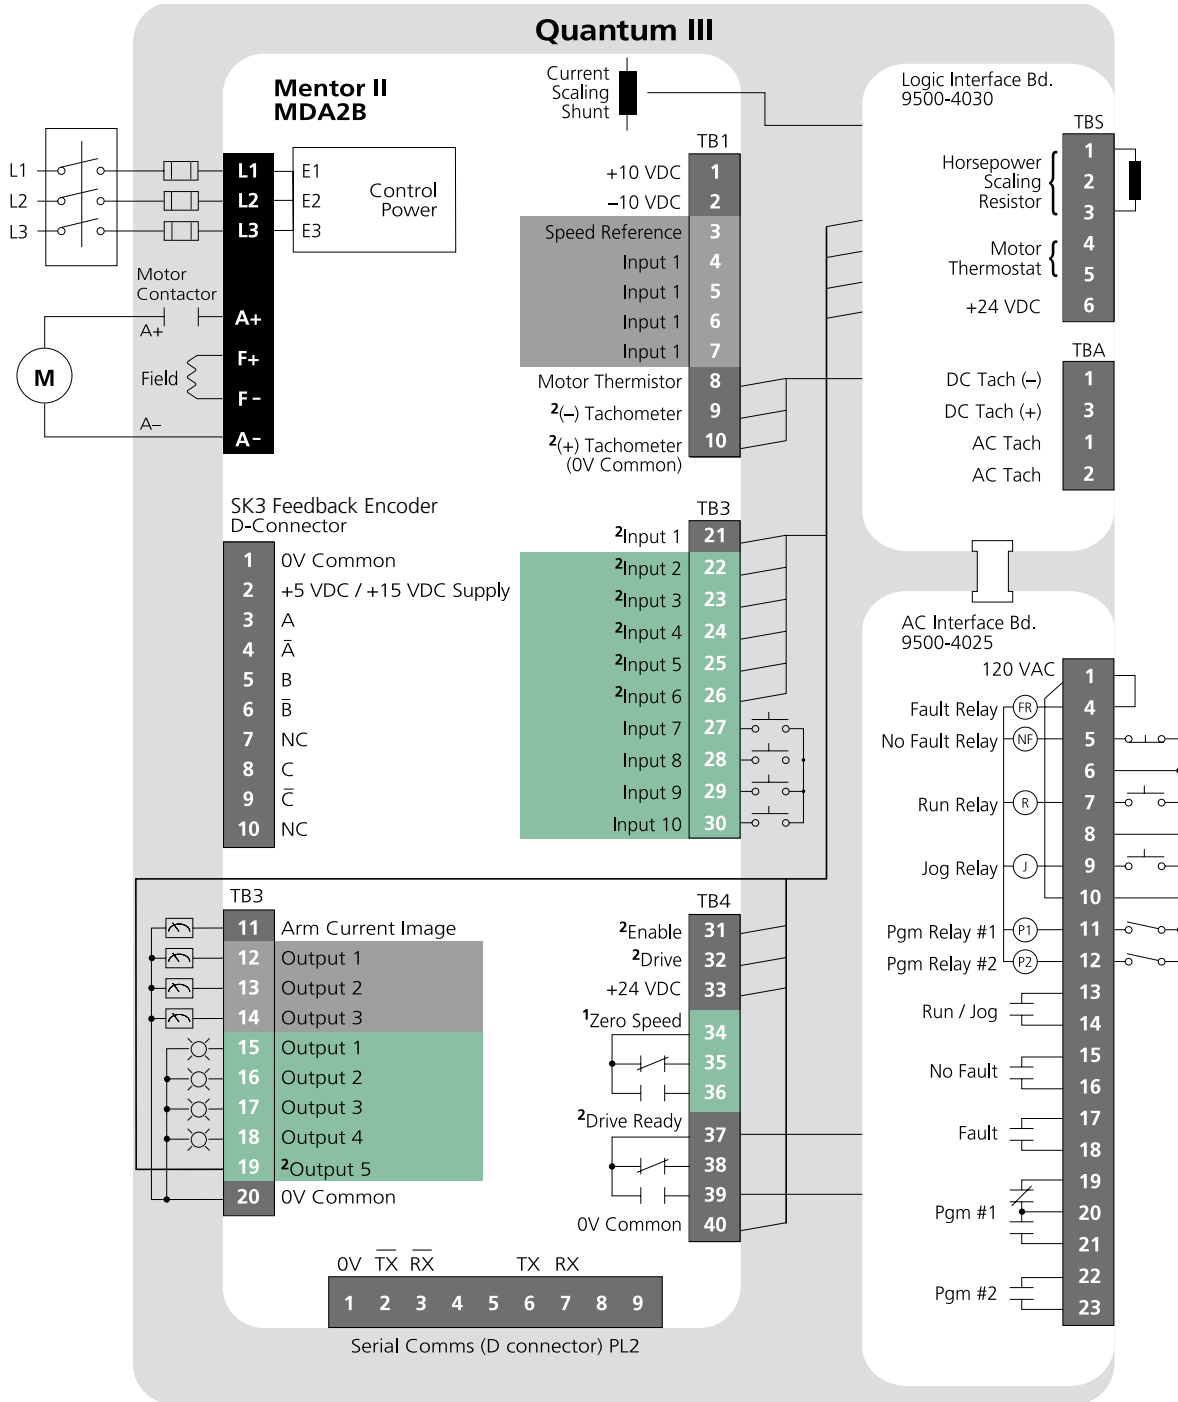 Quantum III
Mentor II
MDA2B
Current
Scaling
Shunt
L1
L2
L3
L1
L2
L3
E1
E2
E3
Control
Power
Motor
Contactor
A+
A+
M
Field
F+
F -
A–
A -
TB1
+10 VDC 1
–10 VDC 2
Speed Reference 3
Input 1 4
Input 1 5
Input 1 6
Input 1 7
Motor Thermistor 8
2(–) Tachometer 9
2(+) Tachometer 10
(0V Common)
SK3 Feedback Encoder
D-Connector
1 0V Common
2 +5 VDC / +15 VDC Supply
3 A
4 A̅
5 B
6 B̅
7 NC
8 C
9 C̅
10 NC
TB3
2Input 1 21
2Input 2 22
2Input 3 23
2Input 4 24
2Input 5 25
2Input 6 26
Input 7 27
Input 8 28
Input 9 29
Input 10 30
TB3
11 Arm Current Image
12 Output 1
13 Output 2
14 Output 3
15 Output 1
16 Output 2
17 Output 3
18 Output 4
19 2Output 5
20 0V Common
TB4
2Enable 31
2Drive 32
+24 VDC 33
1Zero Speed 34
35
36
2Drive Ready 37
38
39
0V Common 40
0V T̅X̅ R̅X̅ TX RX
1 2 3 4 5 6 7 8 9
Serial Comms (D connector) PL2
Logic Interface Bd.
9500-4030
TBS
1
2
3
Horsepower
Scaling
Resistor
4
5
Motor
Thermostat
+24 VDC 6
TBA
DC Tach (–) 1
DC Tach (+) 3
AC Tach 1
AC Tach 2
AC Interface Bd.
9500-4025
120 VAC 1
Fault Relay FR 4
No Fault Relay NF 5
6
Run Relay R 7
8
Jog Relay J 9
10
Pgm Relay #1 P1 11
Pgm Relay #2 P2 12
13
Run / Jog
14
15
No Fault
16
17
Fault
18
19
Pgm #1 20
21
22
Pgm #2
23